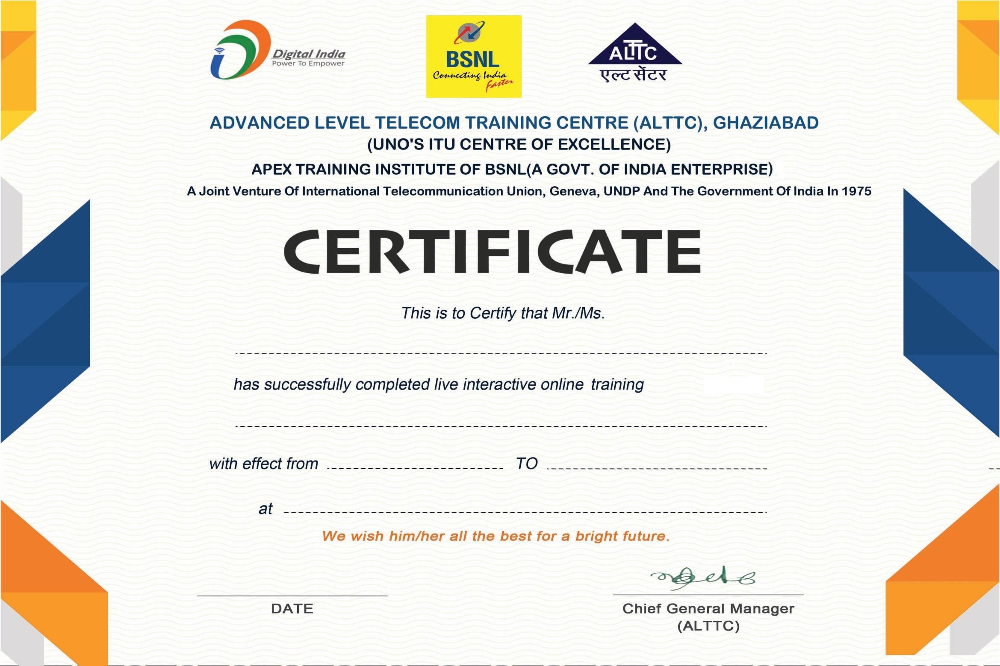 Digital India
Power To Empower
BSNL
Connecting India
faster
ALTTC
एल्ट सेंटर
ADVANCED LEVEL TELECOM TRAINING CENTRE (ALTTC), GHAZIABAD
(UNO'S ITU CENTRE OF EXCELLENCE)
APEX TRAINING INSTITUTE OF BSNL(A GOVT. OF INDIA ENTERPRISE)
A Joint Venture Of International Telecommunication Union, Geneva, UNDP And The Government Of India In 1975
CERTIFICATE
This is to Certify that Mr./Ms.
has successfully completed live interactive online training
with effect from TO
at
We wish him/her all the best for a bright future.
DATE
Chief General Manager
(ALTTC)